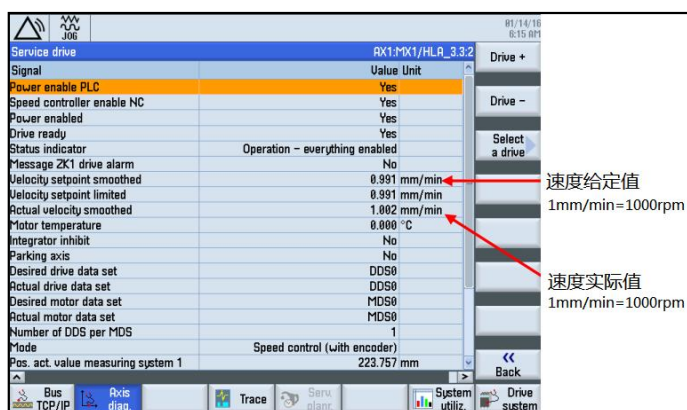 JOG
01/14/16
6:15 AM
Service drive AX1:MX1/HLA_3.3:2
Drive +
Signal Value Unit
Power enable PLC Yes
Speed controller enable NC Yes
Drive -
Power enabled Yes
Drive ready Yes
Status indicator Operation - everything enabled
Select
a drive
Message ZK1 drive alarm No
Velocity setpoint smoothed 0.991 mm/min
速度给定值
Velocity setpoint limited 0.991 mm/min
1mm/min=1000rpm
Actual velocity smoothed 1.002 mm/min
Motor temperature 0.000 °C
Integrator inhibit No
Parking axis No
Desired drive data set DDS0
速度实际值
Actual drive data set DDS0
1mm/min=1000rpm
Desired motor data set MDS0
Actual motor data set MDS0
Number of DDS per MDS 1
Mode Speed control (with encoder)
Pos. act. value measuring system 1 223.757 mm
Back
Bus
TCP/IP
Axis
diag.
Trace
Serv.
System
utiliz.
Drive
system